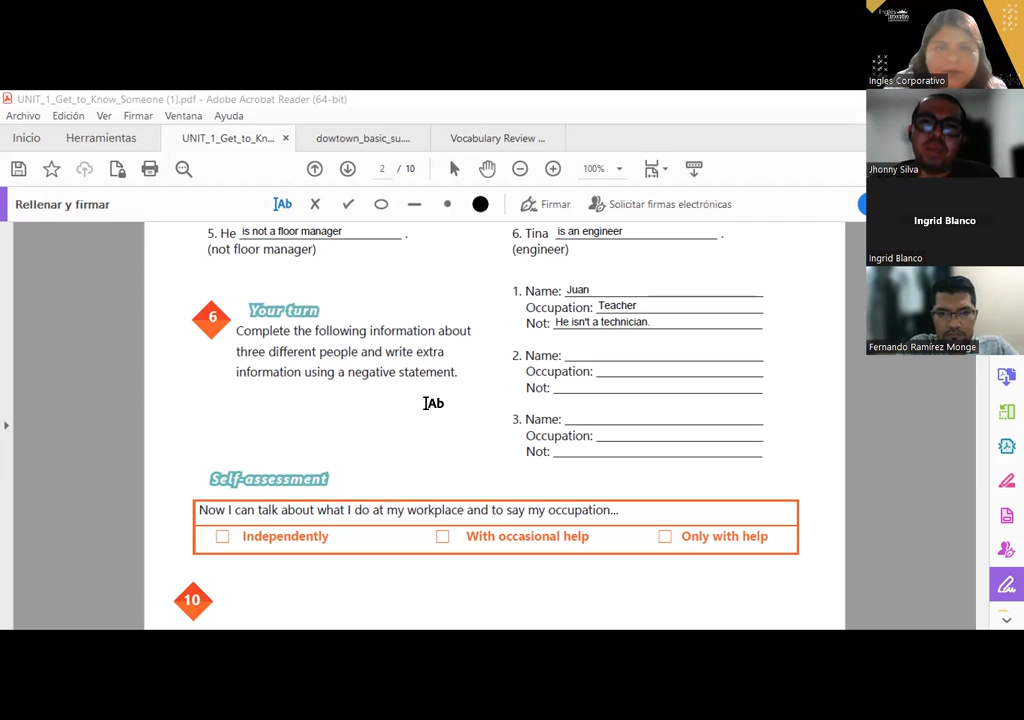 UNIT_1_Get_to_Know_Someone (1).pdf - Adobe Acrobat Reader (64-bit)
Archivo Edición Ver Firmar Ventana Ayuda
Inicio Herramientas UNIT_1_Get_to_Kn... × dowtown_basic_su.... Vocabulary Review ...
2 / 10 100%
Rellenar y firmar
Ab
Firmar
Solicitar firmas electrónicas
5. He is not a floor manager .
(not floor manager)
6. Tina is an engineer .
(engineer)
6
Your turn
Complete the following information about
three different people and write extra
information using a negative statement.
1. Name: Juan
Occupation: Teacher
Not: He isn't a technician.
2. Name:
Occupation:
Not:
3. Name:
Occupation:
Not:
Ab
Self-assessment
Now I can talk about what I do at my workplace and to say my occupation...
Independently With occasional help Only with help
10
Inglés
Corporativo
Ingles Corporativo
Jhonny Silva
Ingrid Blanco
Ingrid Blanco
Fernando Ramírez Monge